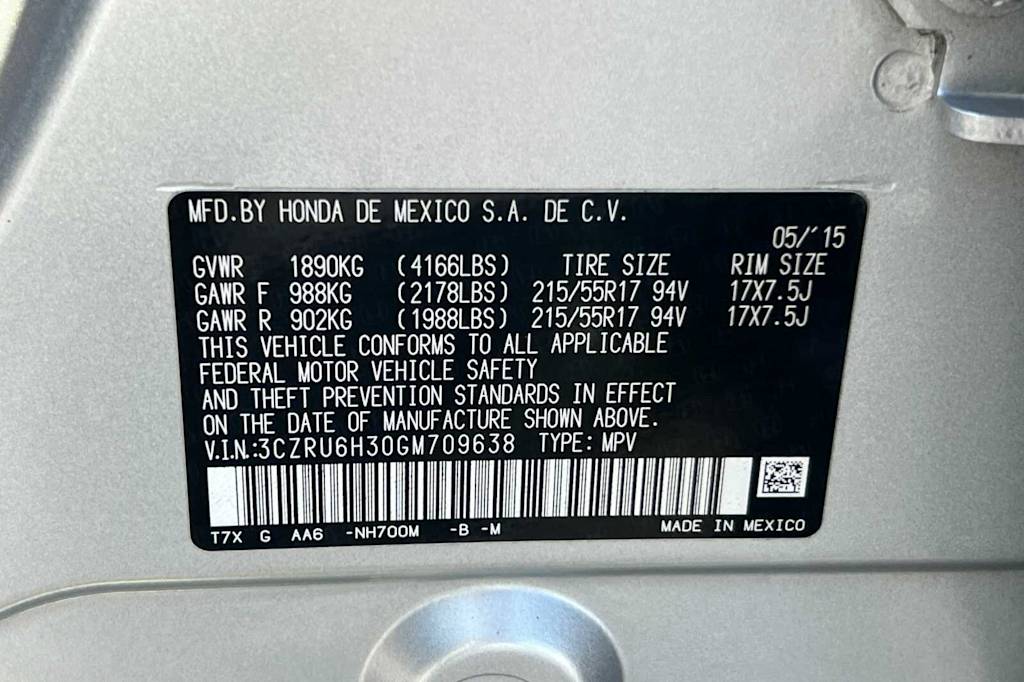 MFD.BY HONDA DE MEXICO S.A. DE C.V.
05/'15
GVWR 1890KG (4166LBS) TIRE SIZE RIM SIZE
GAWR F 988KG (2178LBS) 215/55R17 94V 17X7.5J
GAWR R 902KG (1988LBS) 215/55R17 94V 17X7.5J
THIS VEHICLE CONFORMS TO ALL APPLICABLE
FEDERAL MOTOR VEHICLE SAFETY
AND THEFT PREVENTION STANDARDS IN EFFECT
ON THE DATE OF MANUFACTURE SHOWN ABOVE.
V.I.N.:3CZRU6H30GM709638 TYPE: MPV
T7X G AA6 -NH700M -B -M MADE IN MEXICO